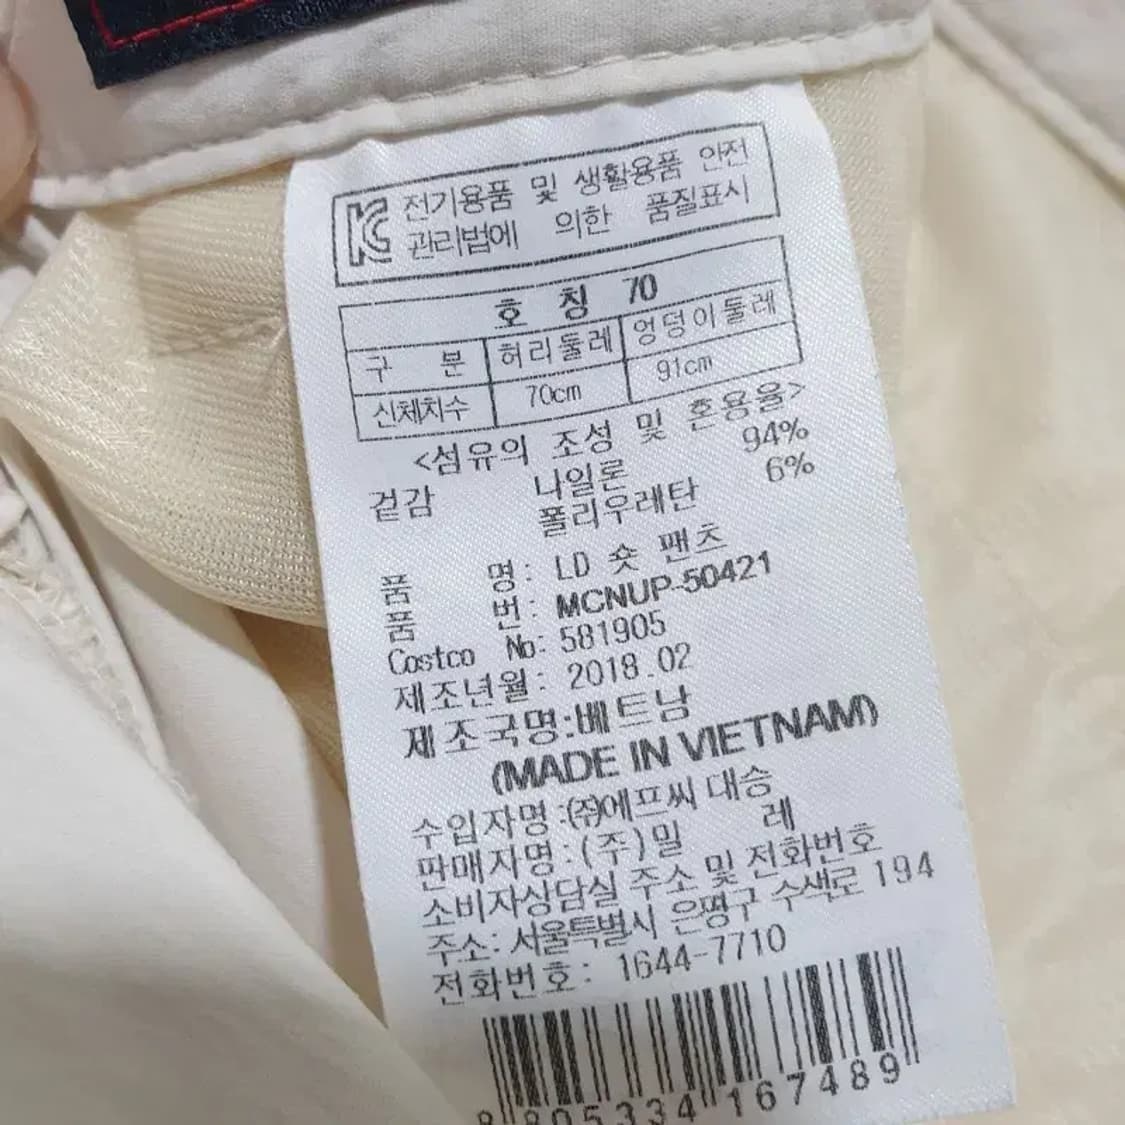 KC 전기용품 및 생활용품 안전
관리법에 의한 품질표시
호 칭 70
구 분 허리둘레 엉덩이둘레
신체치수 70cm 91cm
<섬유의 조성 및 혼용율>
겉감 나일론 94%
폴리우레탄 6%
품 명: LD 숏 팬츠
품 번: MCNUP-50421
Costco No: 581905
제조년월: 2018.02
제조국명:베트남
(MADE IN VIETNAM)
수입자명:(주)에프씨 대승
판매자명:(주)밀 레
소비자상담실 주소 및 전화번호
주소: 서울특별시 은평구 수색로 194
전화번호: 1644-7710
8 805334 167489